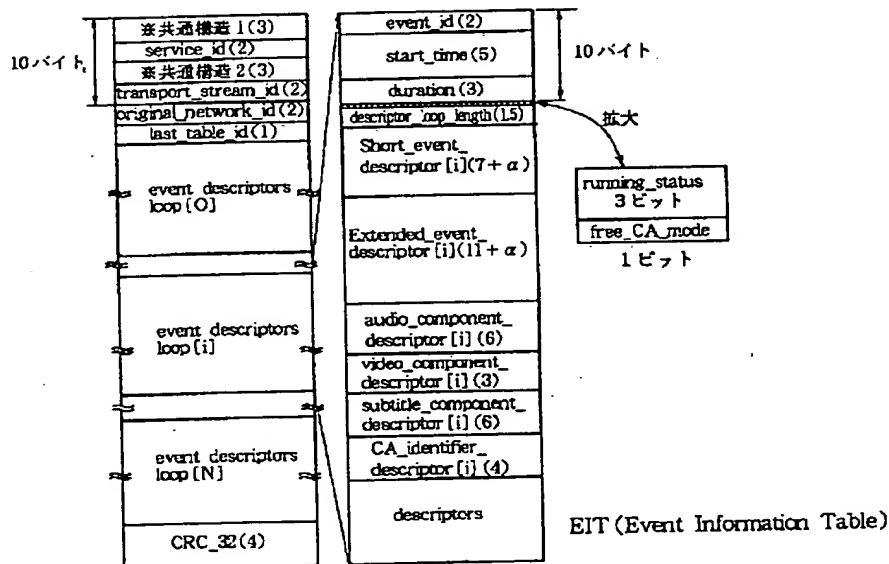 10バイト
※共通構造1(3)
service_id(2)
※共通構造2(3)
transport_stream_id(2)
original_network_id(2)
last_table_id(1)
event descriptors
loop[O]
event descriptors
loop[i]
event descriptors
loop[N]
CRC_32(4)
event_id(2)
start_time(5)
duration(3)
descriptor_loop_length(1.5)
Short_event_
descriptor[i](7+α)
Extended_event_
descriptor[i](11+α)
audio_component_
descriptor[i](6)
video_component_
descriptor[i](3)
subtitle_component_
descriptor[i](6)
CA_identifier_
descriptor[i](4)
descriptors
10バイト
拡大
running_status
3ビット
free_CA_mode
1ビット
EIT(Event Information Table)